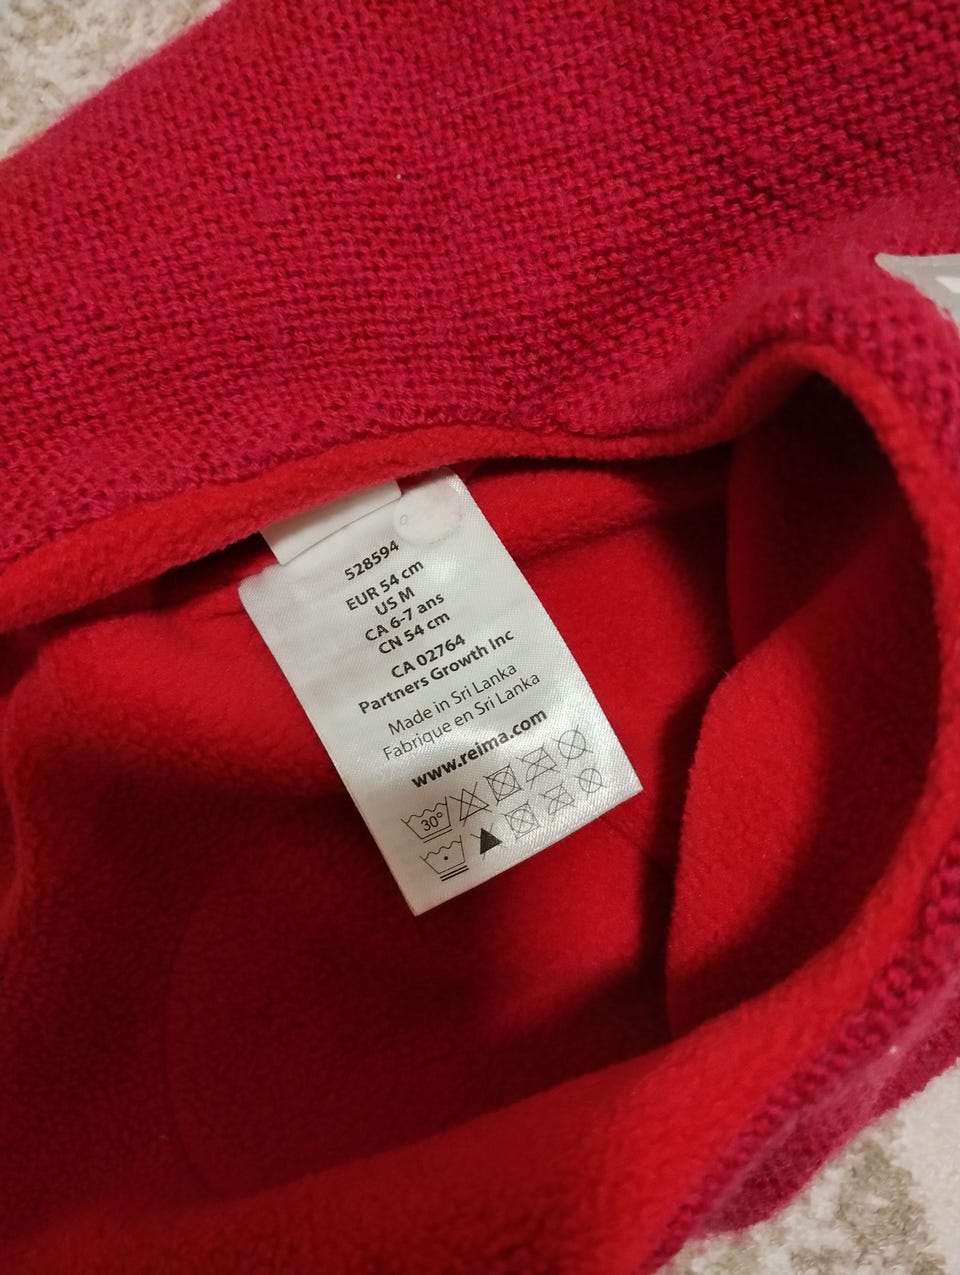 528594
EUR 54 cm
US M
CA 6-7 ans
CN 54 cm
CA 02764
Partners Growth Inc
Made in Sri Lanka
Fabrique en Sri Lanka
www.reima.com
30°